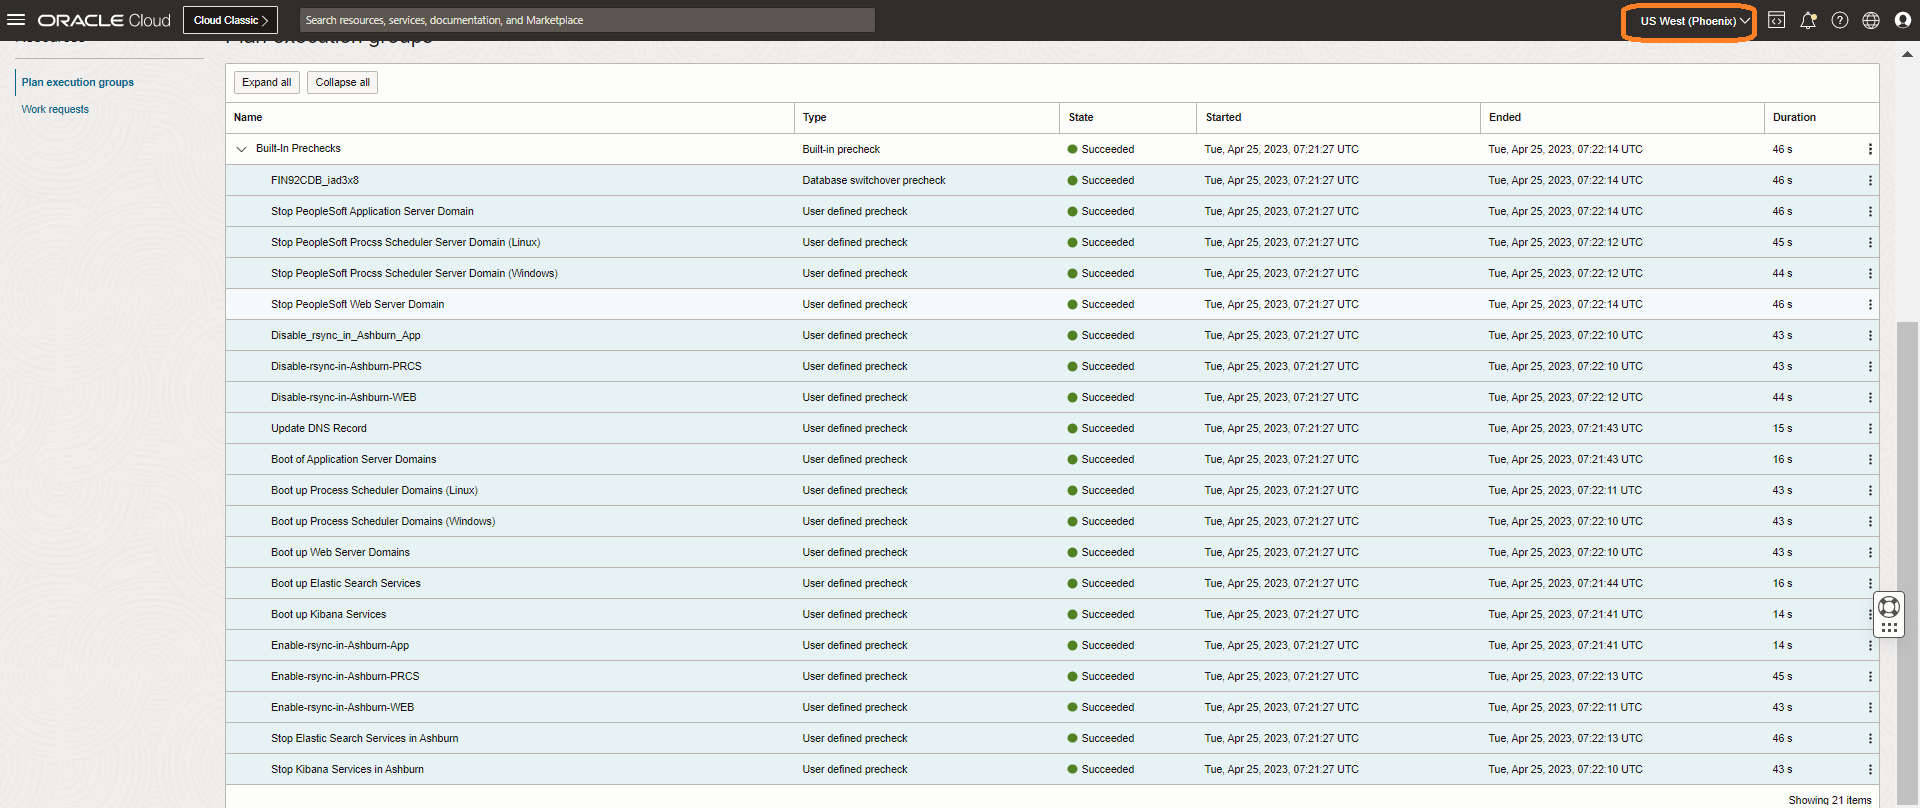 ORACLE Cloud Cloud Classic Search resources, services, documentation, and Marketplace US West (Phoenix)
Resources
Plan execution groups
Plan execution groups
Work requests
Expand all Collapse all
Name Type State Started Ended Duration
Built-In Prechecks Built-in precheck Succeeded Tue, Apr 25, 2023, 07:21:27 UTC Tue, Apr 25, 2023, 07:22:14 UTC 46 s
FIN92CDB_iad3x8 Database switchover precheck Succeeded Tue, Apr 25, 2023, 07:21:27 UTC Tue, Apr 25, 2023, 07:22:14 UTC 46 s
Stop PeopleSoft Application Server Domain User defined precheck Succeeded Tue, Apr 25, 2023, 07:21:27 UTC Tue, Apr 25, 2023, 07:22:14 UTC 46 s
Stop PeopleSoft Procss Scheduler Server Domain (Linux) User defined precheck Succeeded Tue, Apr 25, 2023, 07:21:27 UTC Tue, Apr 25, 2023, 07:22:12 UTC 45 s
Stop PeopleSoft Procss Scheduler Server Domain (Windows) User defined precheck Succeeded Tue, Apr 25, 2023, 07:21:27 UTC Tue, Apr 25, 2023, 07:22:12 UTC 44 s
Stop PeopleSoft Web Server Domain User defined precheck Succeeded Tue, Apr 25, 2023, 07:21:27 UTC Tue, Apr 25, 2023, 07:22:14 UTC 46 s
Disable_rsync_in_Ashburn_App User defined precheck Succeeded Tue, Apr 25, 2023, 07:21:27 UTC Tue, Apr 25, 2023, 07:22:10 UTC 43 s
Disable-rsync-in-Ashburn-PRCS User defined precheck Succeeded Tue, Apr 25, 2023, 07:21:27 UTC Tue, Apr 25, 2023, 07:22:10 UTC 43 s
Disable-rsync-in-Ashburn-WEB User defined precheck Succeeded Tue, Apr 25, 2023, 07:21:27 UTC Tue, Apr 25, 2023, 07:22:12 UTC 44 s
Update DNS Record User defined precheck Succeeded Tue, Apr 25, 2023, 07:21:27 UTC Tue, Apr 25, 2023, 07:21:43 UTC 15 s
Boot of Application Server Domains User defined precheck Succeeded Tue, Apr 25, 2023, 07:21:27 UTC Tue, Apr 25, 2023, 07:21:43 UTC 16 s
Boot up Process Scheduler Domains (Linux) User defined precheck Succeeded Tue, Apr 25, 2023, 07:21:27 UTC Tue, Apr 25, 2023, 07:22:11 UTC 43 s
Boot up Process Scheduler Domains (Windows) User defined precheck Succeeded Tue, Apr 25, 2023, 07:21:27 UTC Tue, Apr 25, 2023, 07:22:10 UTC 43 s
Boot up Web Server Domains User defined precheck Succeeded Tue, Apr 25, 2023, 07:21:27 UTC Tue, Apr 25, 2023, 07:22:10 UTC 43 s
Boot up Elastic Search Services User defined precheck Succeeded Tue, Apr 25, 2023, 07:21:27 UTC Tue, Apr 25, 2023, 07:21:44 UTC 16 s
Boot up Kibana Services User defined precheck Succeeded Tue, Apr 25, 2023, 07:21:27 UTC Tue, Apr 25, 2023, 07:21:41 UTC 14 s
Enable-rsync-in-Ashburn-App User defined precheck Succeeded Tue, Apr 25, 2023, 07:21:27 UTC Tue, Apr 25, 2023, 07:21:41 UTC 14 s
Enable-rsync-in-Ashburn-PRCS User defined precheck Succeeded Tue, Apr 25, 2023, 07:21:27 UTC Tue, Apr 25, 2023, 07:22:13 UTC 45 s
Enable-rsync-in-Ashburn-WEB User defined precheck Succeeded Tue, Apr 25, 2023, 07:21:27 UTC Tue, Apr 25, 2023, 07:22:11 UTC 43 s
Stop Elastic Search Services in Ashburn User defined precheck Succeeded Tue, Apr 25, 2023, 07:21:27 UTC Tue, Apr 25, 2023, 07:22:13 UTC 46 s
Stop Kibana Services in Ashburn User defined precheck Succeeded Tue, Apr 25, 2023, 07:21:27 UTC Tue, Apr 25, 2023, 07:22:10 UTC 43 s
Showing 21 items